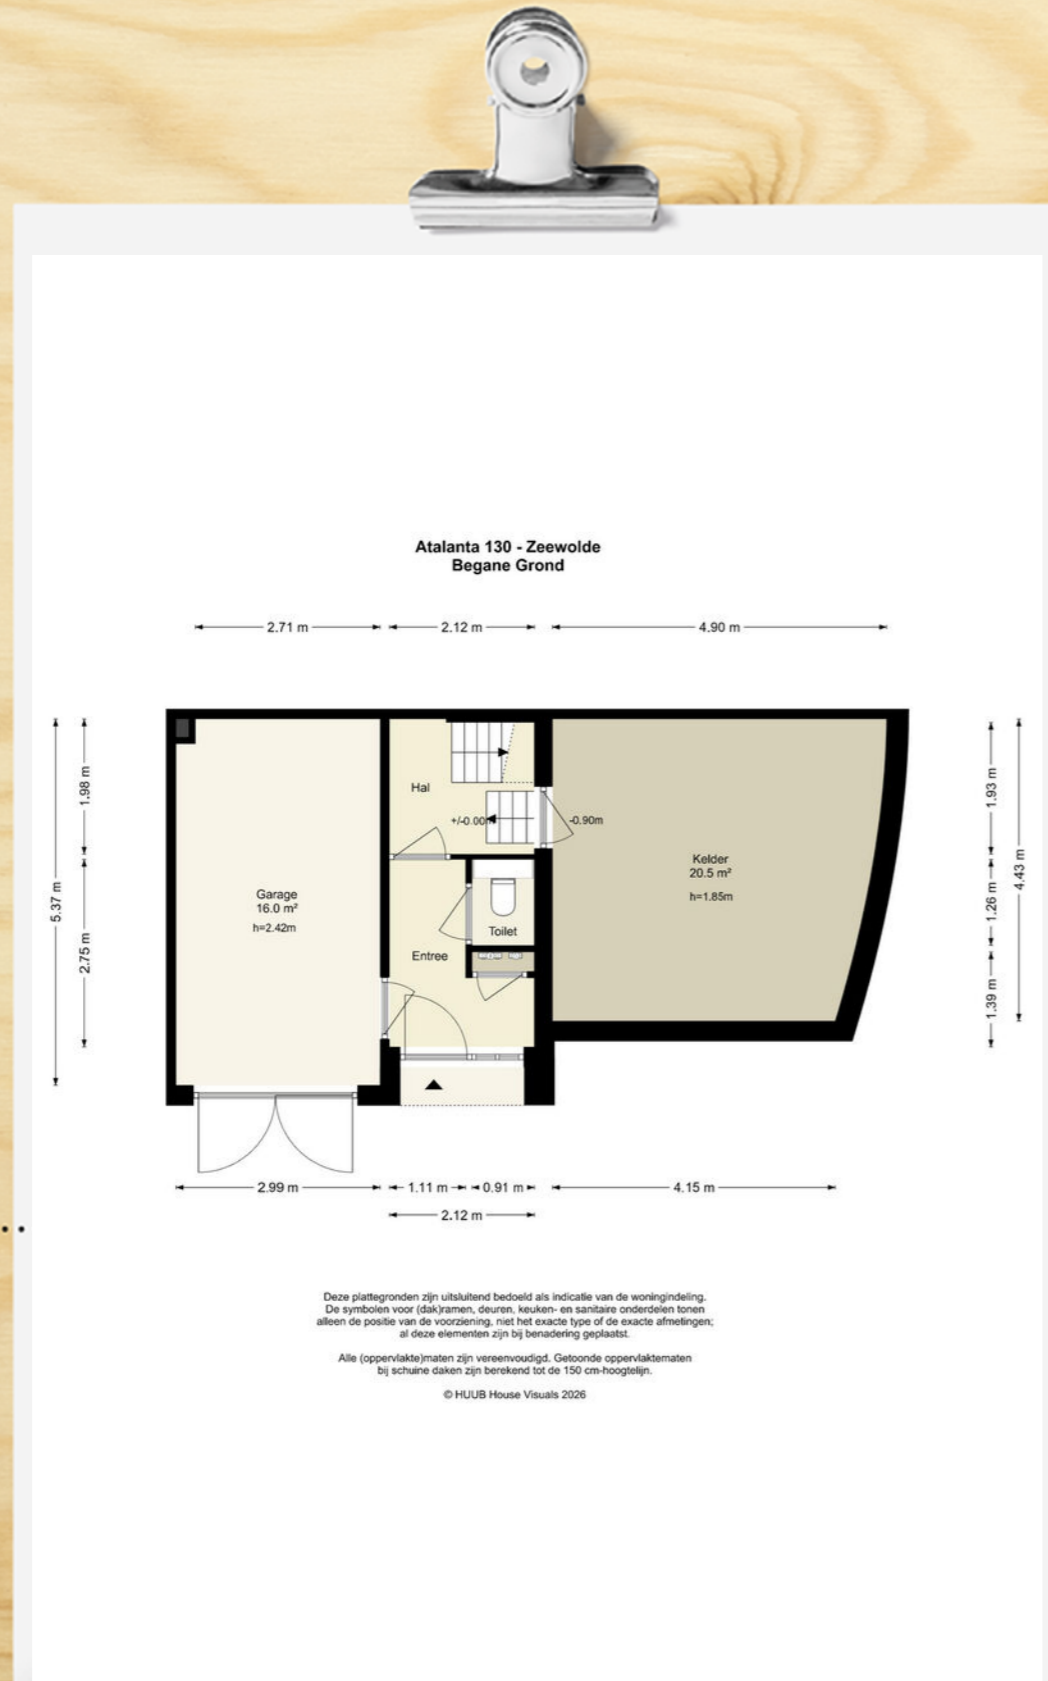 Atalanta 130 - Zeewolde
Begane Grond
2.71 m
2.12 m
4.90 m
1.98 m
5.37 m
2.75 m
1.93 m
4.43 m
1.26 m
1.39 m
Hal
+/-0.00m
-0.90m
Kelder
20.5 m²
h=1.85m
Garage
16.0 m²
h=2.42m
Toilet
Entree
2.99 m
1.11 m
0.91 m
4.15 m
2.12 m
Deze plattegronden zijn uitsluitend bedoeld als indicatie van de woningindeling.
De symbolen voor (dak)ramen, deuren, keuken- en sanitaire onderdelen tonen
alleen de positie van de voorziening, niet het exacte type of de exacte afmetingen;
al deze elementen zijn bij benadering geplaatst.
Alle (oppervlakte)maten zijn vereenvoudigd. Getoonde oppervlaktematen
bij schuine daken zijn berekend tot de 150 cm-hoogtelijn.
© HUUB House Visuals 2026